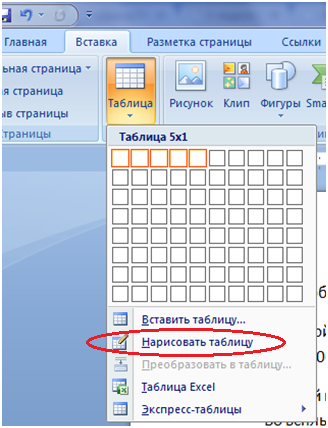 Главная Вставка Разметка страницы Ссылки
ьная страница
я страница
ыв страницы
траницы
Таблица
Рисунок Клип Фигуры Sma
Таблица 5x1
Вставить таблицу...
Нарисовать таблицу
Преобразовать в таблицу...
Таблица Excel
Экспресс-таблицы